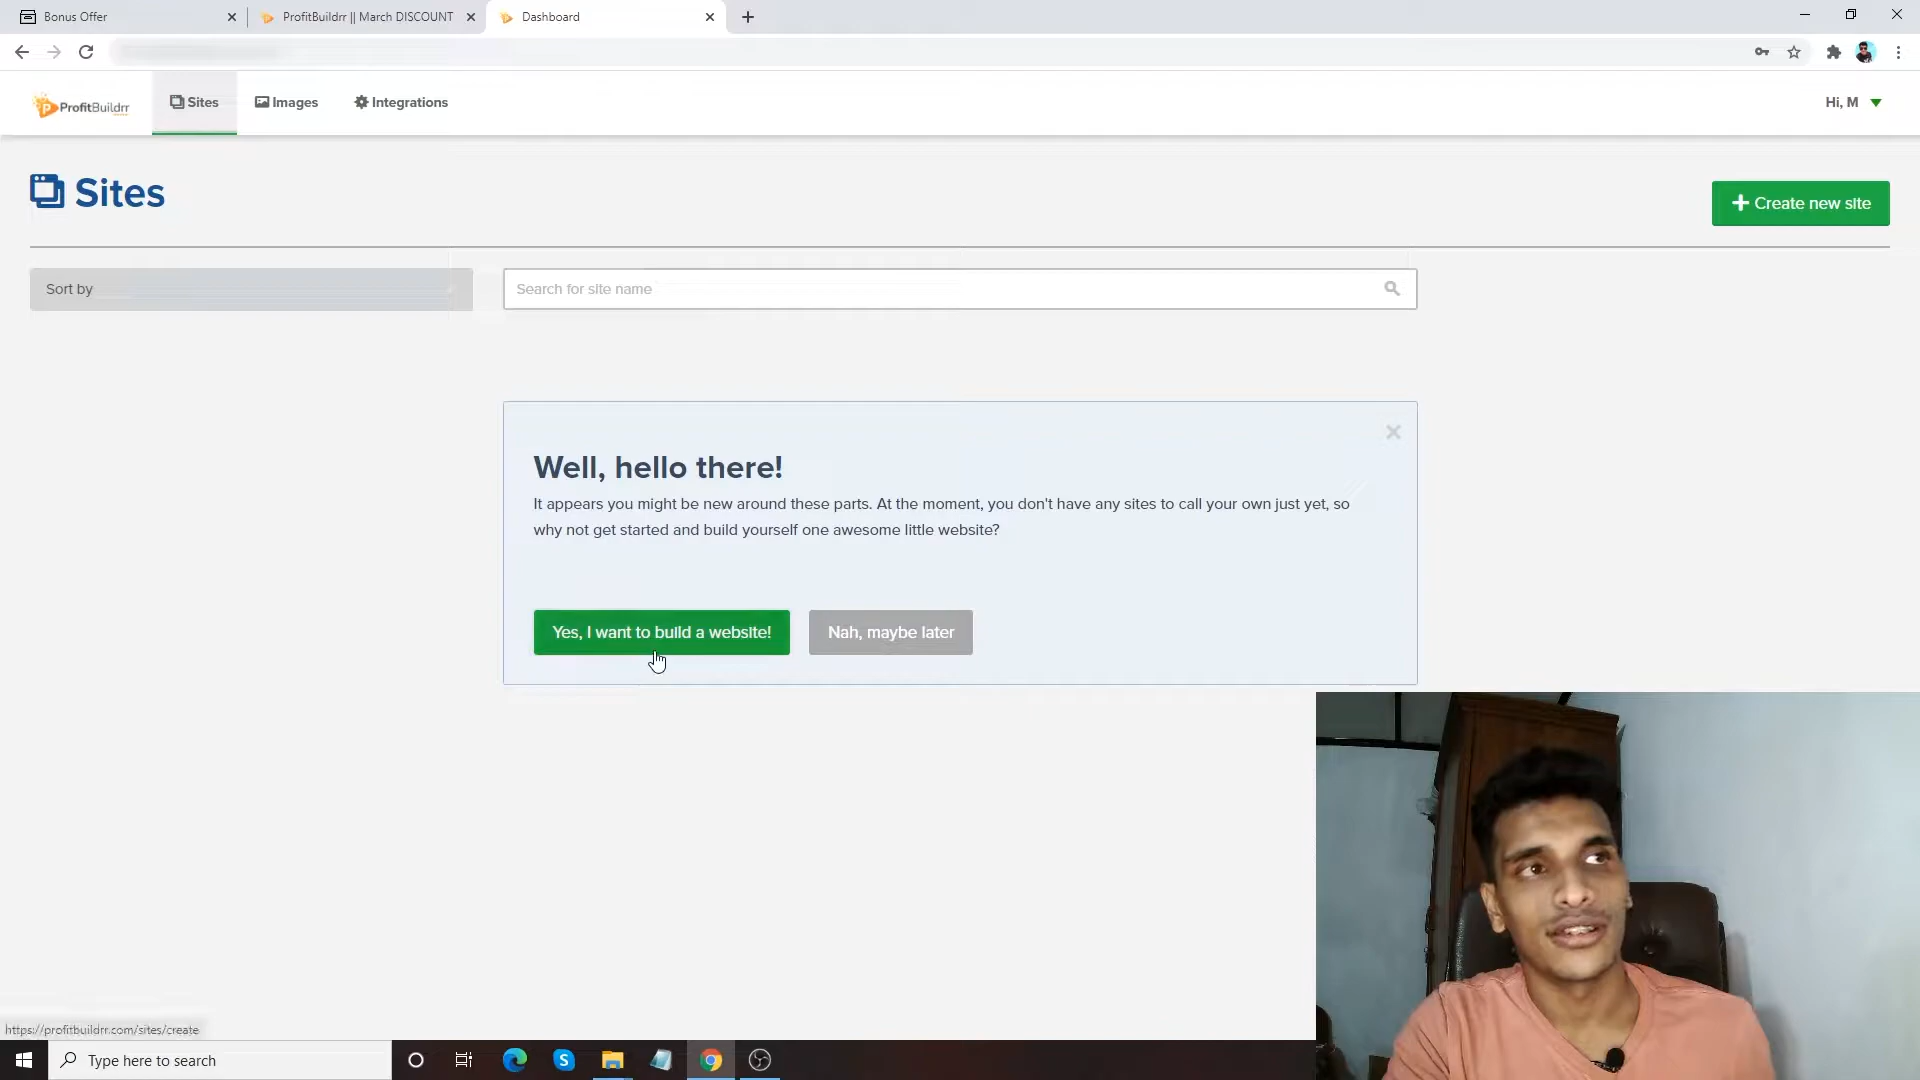 Bonus Offer
ProfitBuildrr || March DISCOUNT
Dashboard
ProfitBuildrr
Sites
Images
Integrations
Hi, M
Sites
Create new site
Sort by
Search for site name
Well, hello there!
It appears you might be new around these parts. At the moment, you don't have any sites to call your own just yet, so
why not get started and build yourself one awesome little website?
Yes, I want to build a website!
Nah, maybe later
https://profitbuildrr.com/sites/create
Type here to search